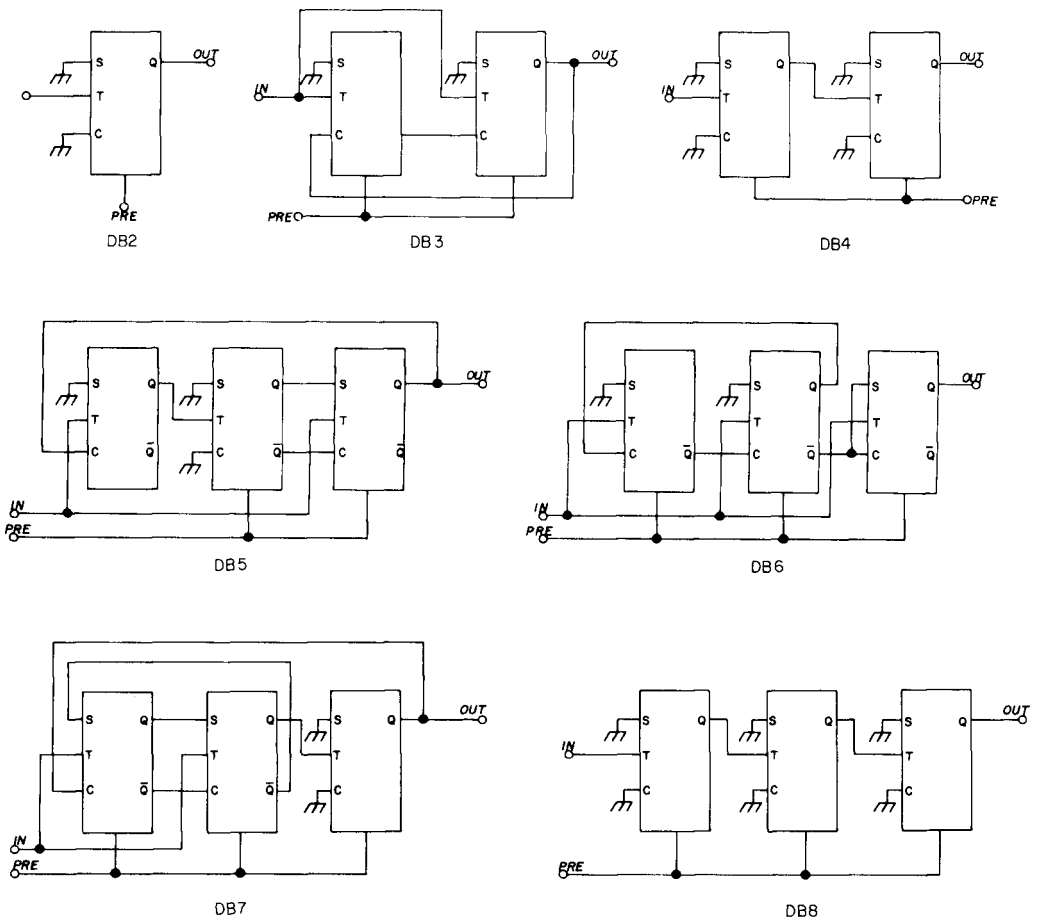 S Q OUT
T
C
PRE
DB2
IN S T C
S Q OUT
T
C
PRE
DB3
IN S T C
S Q OUT
T
C
PRE
DB4
S Q S Q S Q OUT
T T T
C Q̄ C Q̄ C Q̄
IN
PRE
DB5
S S Q S Q OUT
T T T
C Q̄ C Q̄ C Q̄
IN
PRE
DB6
S Q S Q S Q OUT
T T T
C Q̄ C Q̄ C
IN
PRE
DB7
S Q S Q S Q OUT
IN T T T
C C C
PRE
DB8